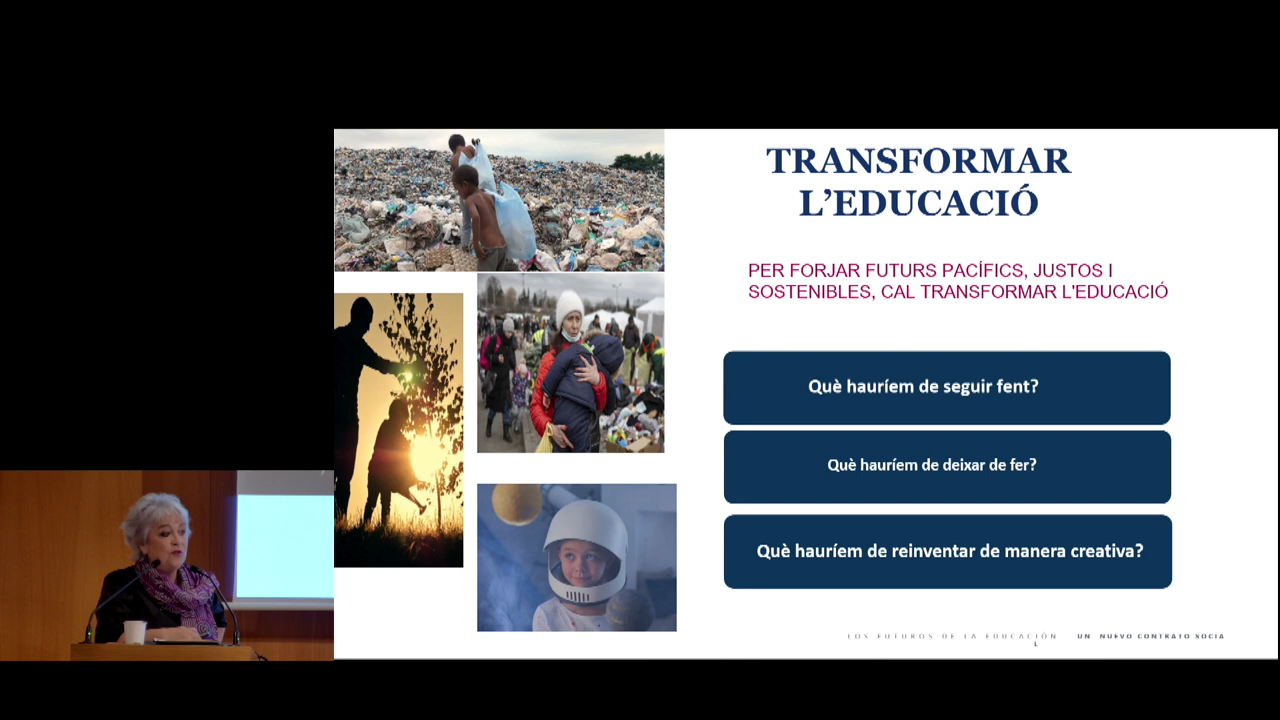 TRANSFORMAR
L'EDUCACIÓ
PER FORJAR FUTURS PACÍFICS, JUSTOS I
SOSTENIBLES, CAL TRANSFORMAR L'EDUCACIÓ
Què hauríem de seguir fent?
Què hauríem de deixar de fer?
Què hauríem de reinventar de manera creativa?
LOS FUTUROS DE LA EDUCACIÓN UN NUEVO CONTRATO SOCIA
L